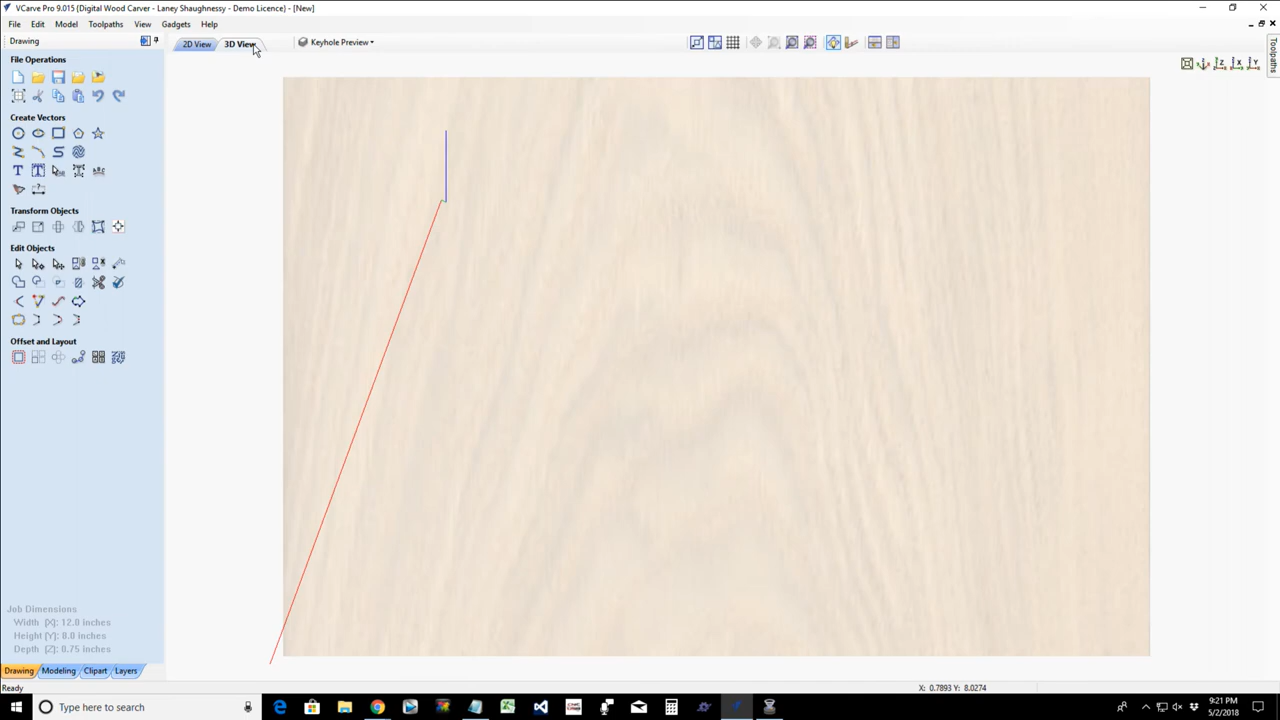 VCarve Pro 9.015 {Digital Wood Carver - Laney Shaughnessy - Demo Licence} - [New]
File Edit Model Toolpaths View Gadgets Help
Drawing
2D View 3D View Keyhole Preview
Toolpaths
File Operations
Create Vectors
Transform Objects
Edit Objects
Offset and Layout
Job Dimensions
Width (X): 12.0 inches
Height (Y): 8.0 inches
Depth (Z): 0.75 inches
Drawing Modeling Clipart Layers
Ready
X: 0.7893 Y: 8.0274
Type here to search
9:21 PM
5/2/2018